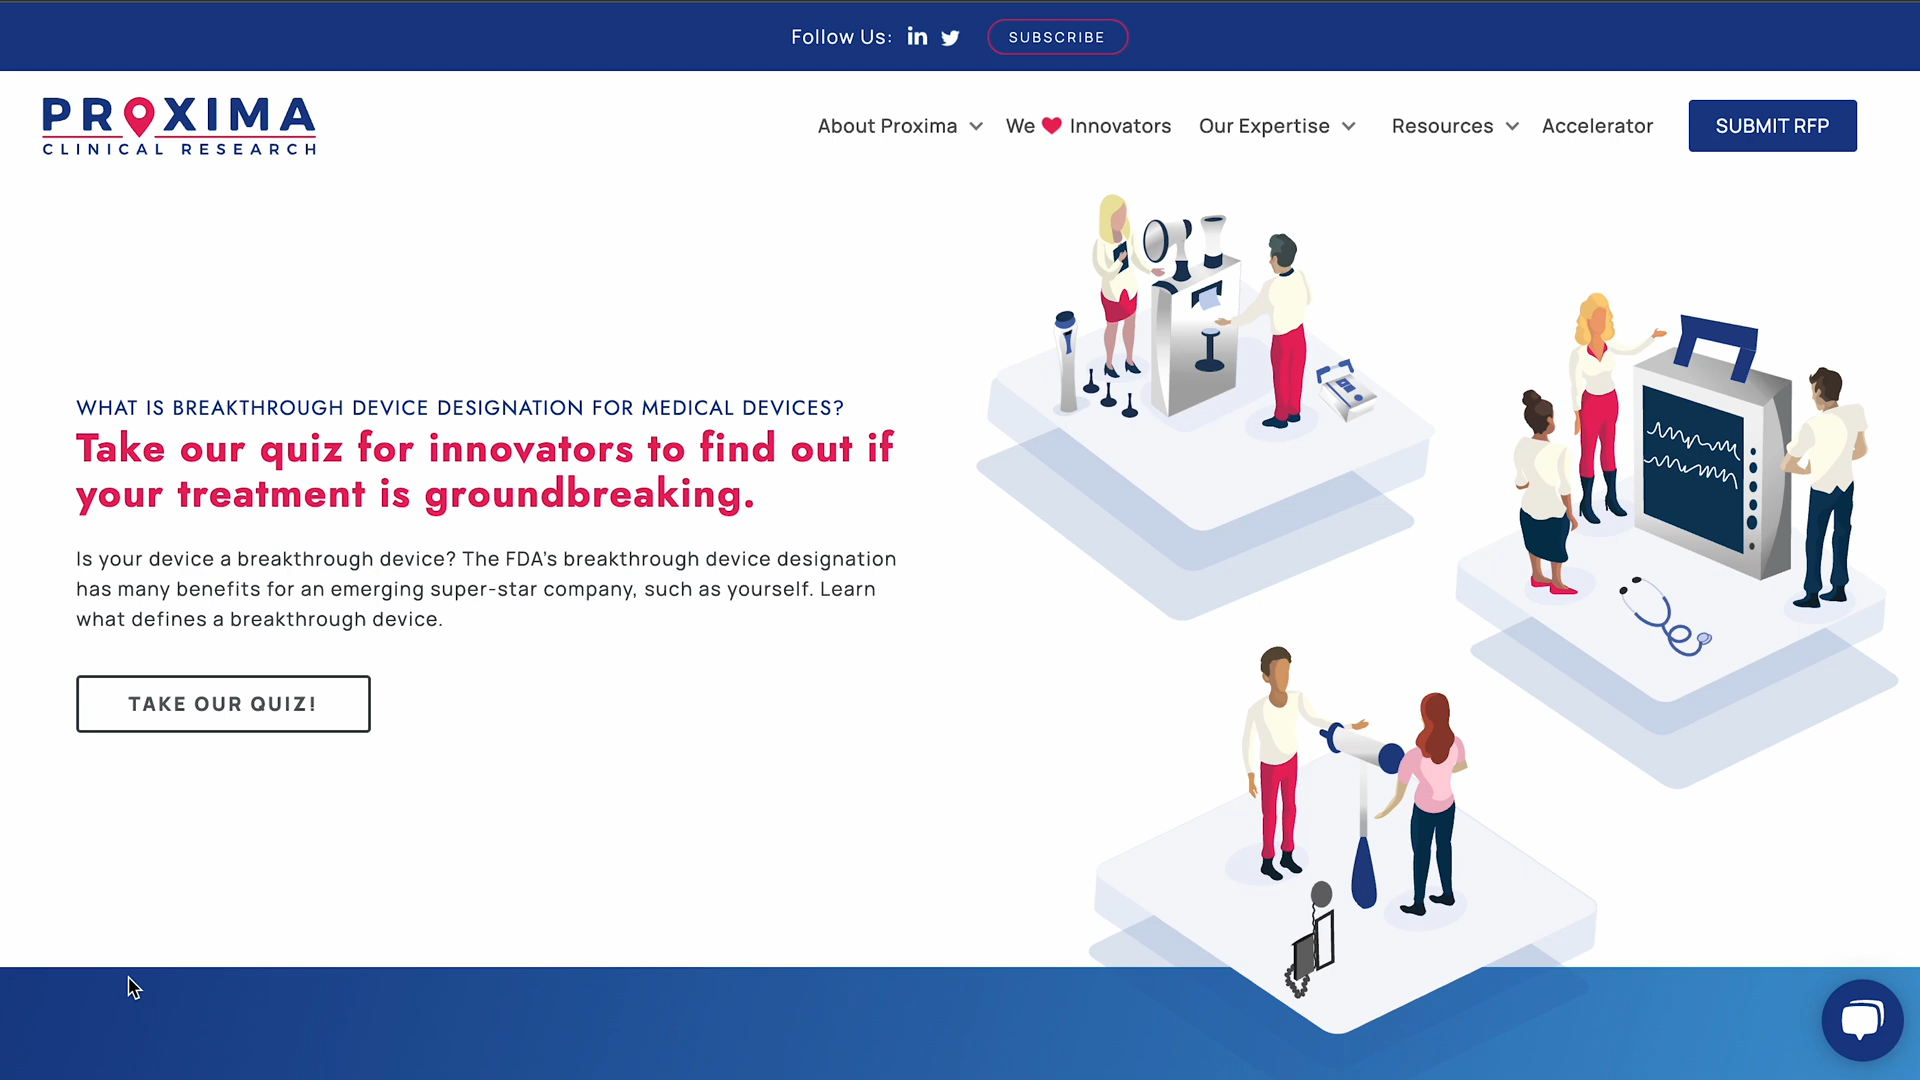 Follow Us:
SUBSCRIBE
PROXIMA
CLINICAL RESEARCH
About Proxima
We Innovators
Our Expertise
Resources
Accelerator
SUBMIT RFP
WHAT IS BREAKTHROUGH DEVICE DESIGNATION FOR MEDICAL DEVICES?
Take our quiz for innovators to find out if
your treatment is groundbreaking.
Is your device a breakthrough device? The FDA’s breakthrough device designation
has many benefits for an emerging super-star company, such as yourself. Learn
what defines a breakthrough device.
TAKE OUR QUIZ!